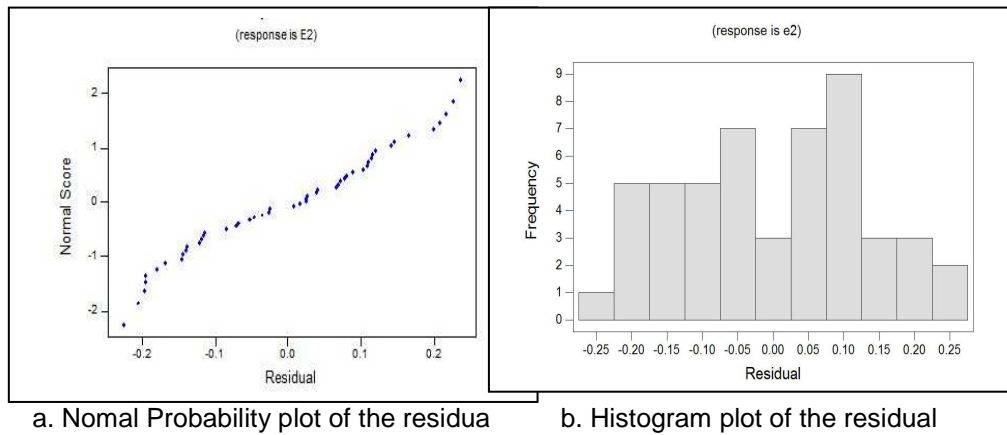 (response is E2)
2
1
0
-1
-2
Normal Score
-0.2 -0.1 0.0 0.1 0.2
Residual
(response is e2)
9
8
7
6
5
4
3
2
1
0
Frequency
-0.25 -0.20 -0.15 -0.10 -0.05 0.00 0.05 0.10 0.15 0.20 0.25
Residual
a. Nomal Probability plot of the residua
b. Histogram plot of the residual